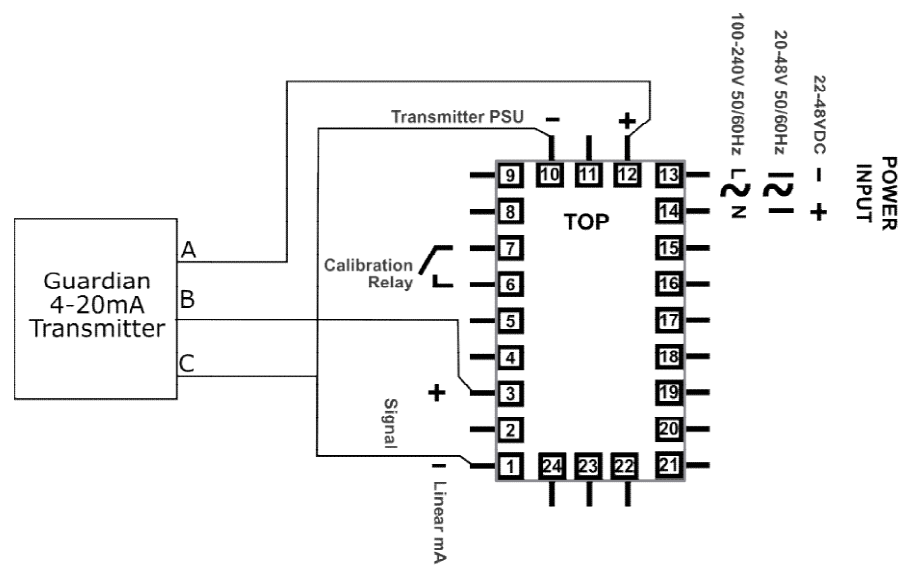 100-240V 50/60Hz
L
N
20-48V 50/60Hz
22-48VDC
−
+
POWER
INPUT
Transmitter PSU
−
+
9
10
11
12
13
8
TOP
14
A
7
15
Calibration
Relay
6
16
Guardian
4-20mA
Transmitter
B
5
17
4
18
C
+
3
19
Signal
2
20
−
1
24
23
22
21
Linear mA